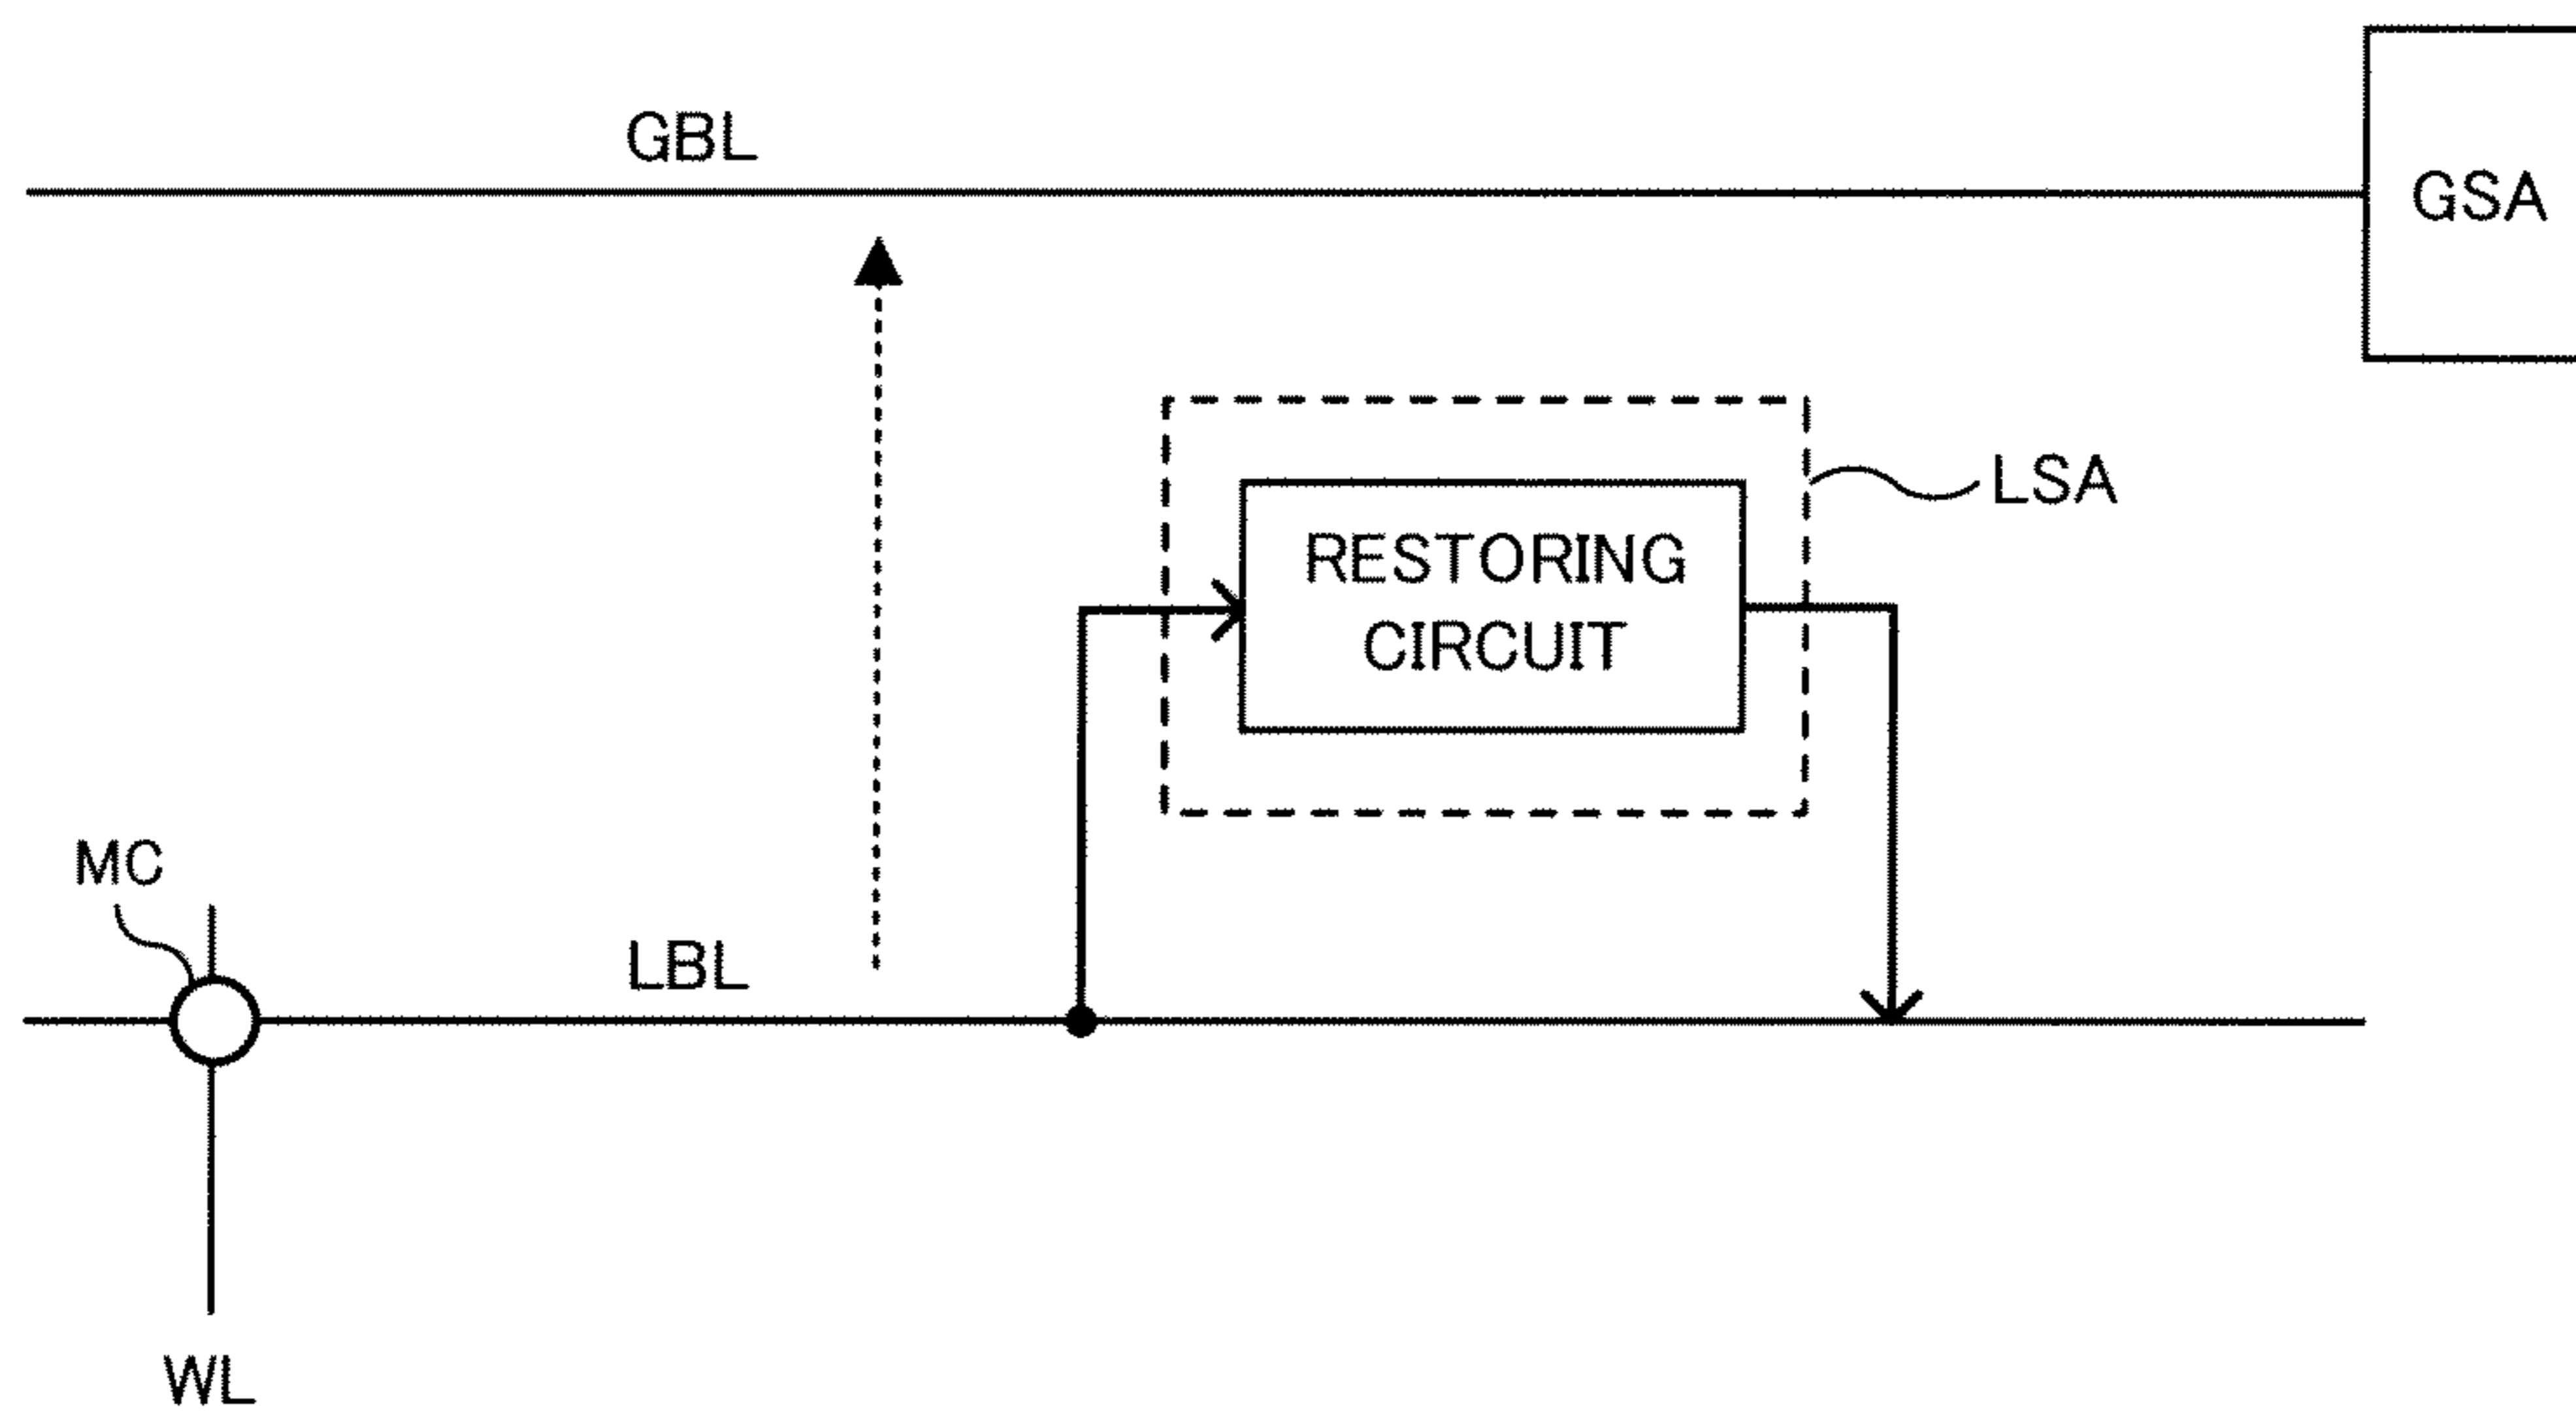 GBL
GSA
LSA
RESTORING
CIRCUIT
MC
LBL
WL